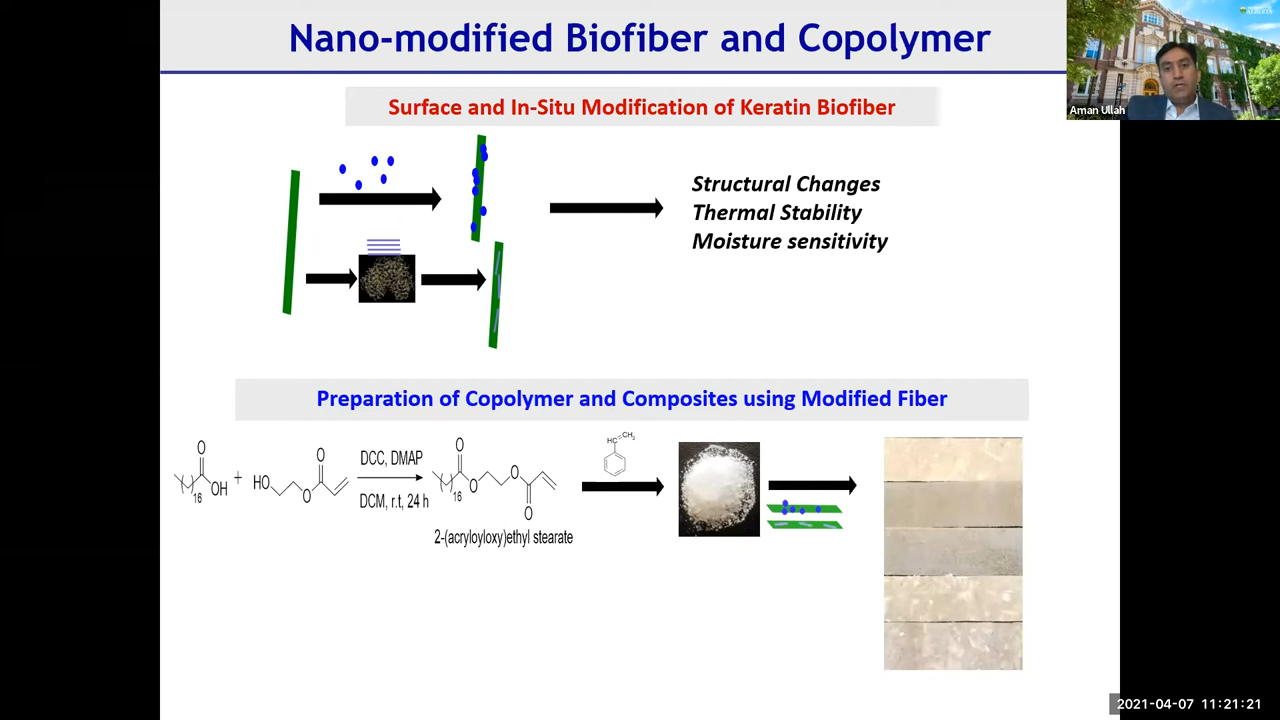 Nano-modified Biofiber and Copolymer
Aman Ullah
Surface and In-Situ Modification of Keratin Biofiber
Structural Changes
Thermal Stability
Moisture sensitivity
Preparation of Copolymer and Composites using Modified Fiber
O
OH
16
+
HO
O
O
DCC, DMAP
DCM, r.t, 24 h
O
O
O
O
16
2-(acryloyloxy)ethyl stearate
HC=CH2
2021-04-07 11:21:21